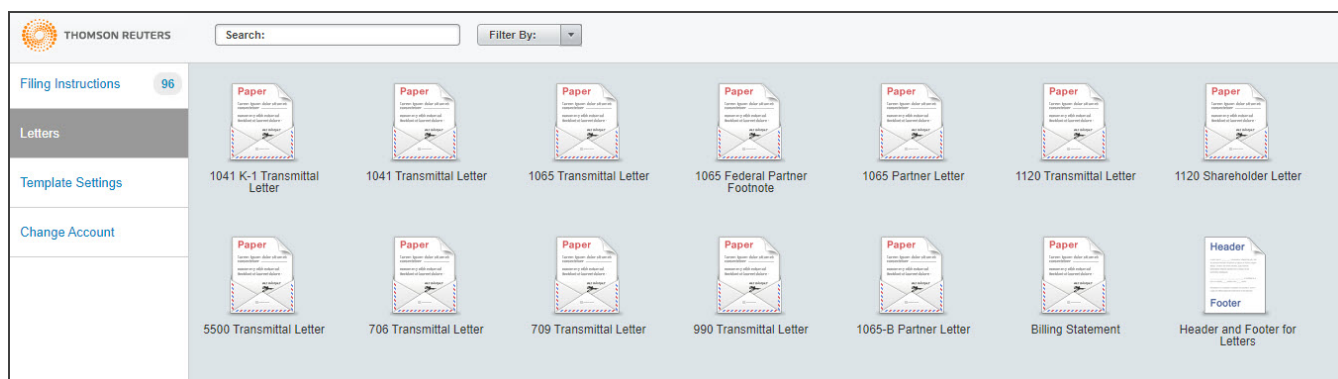 THOMSON REUTERS
Search:
Filter By:
Filing Instructions 96
Letters
Template Settings
Change Account
Paper
Paper
Paper
Paper
Paper
Paper
Paper
1041 K-1 Transmittal
Letter
1041 Transmittal Letter
1065 Transmittal Letter
1065 Federal Partner
Footnote
1065 Partner Letter
1120 Transmittal Letter
1120 Shareholder Letter
Paper
Paper
Paper
Paper
Paper
Paper
Header
Footer
5500 Transmittal Letter
706 Transmittal Letter
709 Transmittal Letter
990 Transmittal Letter
1065-B Partner Letter
Billing Statement
Header and Footer for
Letters